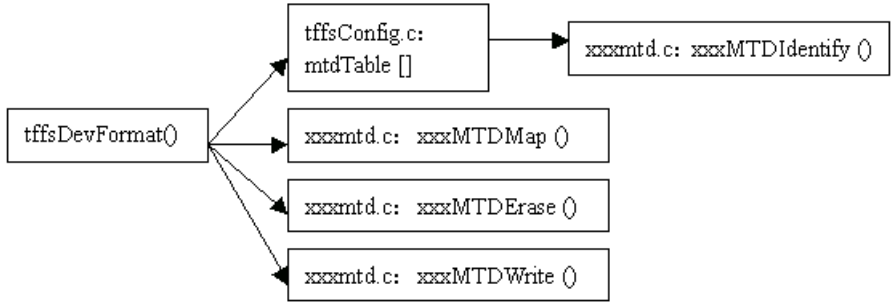 tffsConfig.c:
mtdTable []
xxxmtd.c: xxxMTDIdentify ()
tffsDevFormat()
xxxmtd.c: xxxMTDMap ()
xxxmtd.c: xxxMTDErase ()
xxxmtd.c: xxxMTDWrite ()